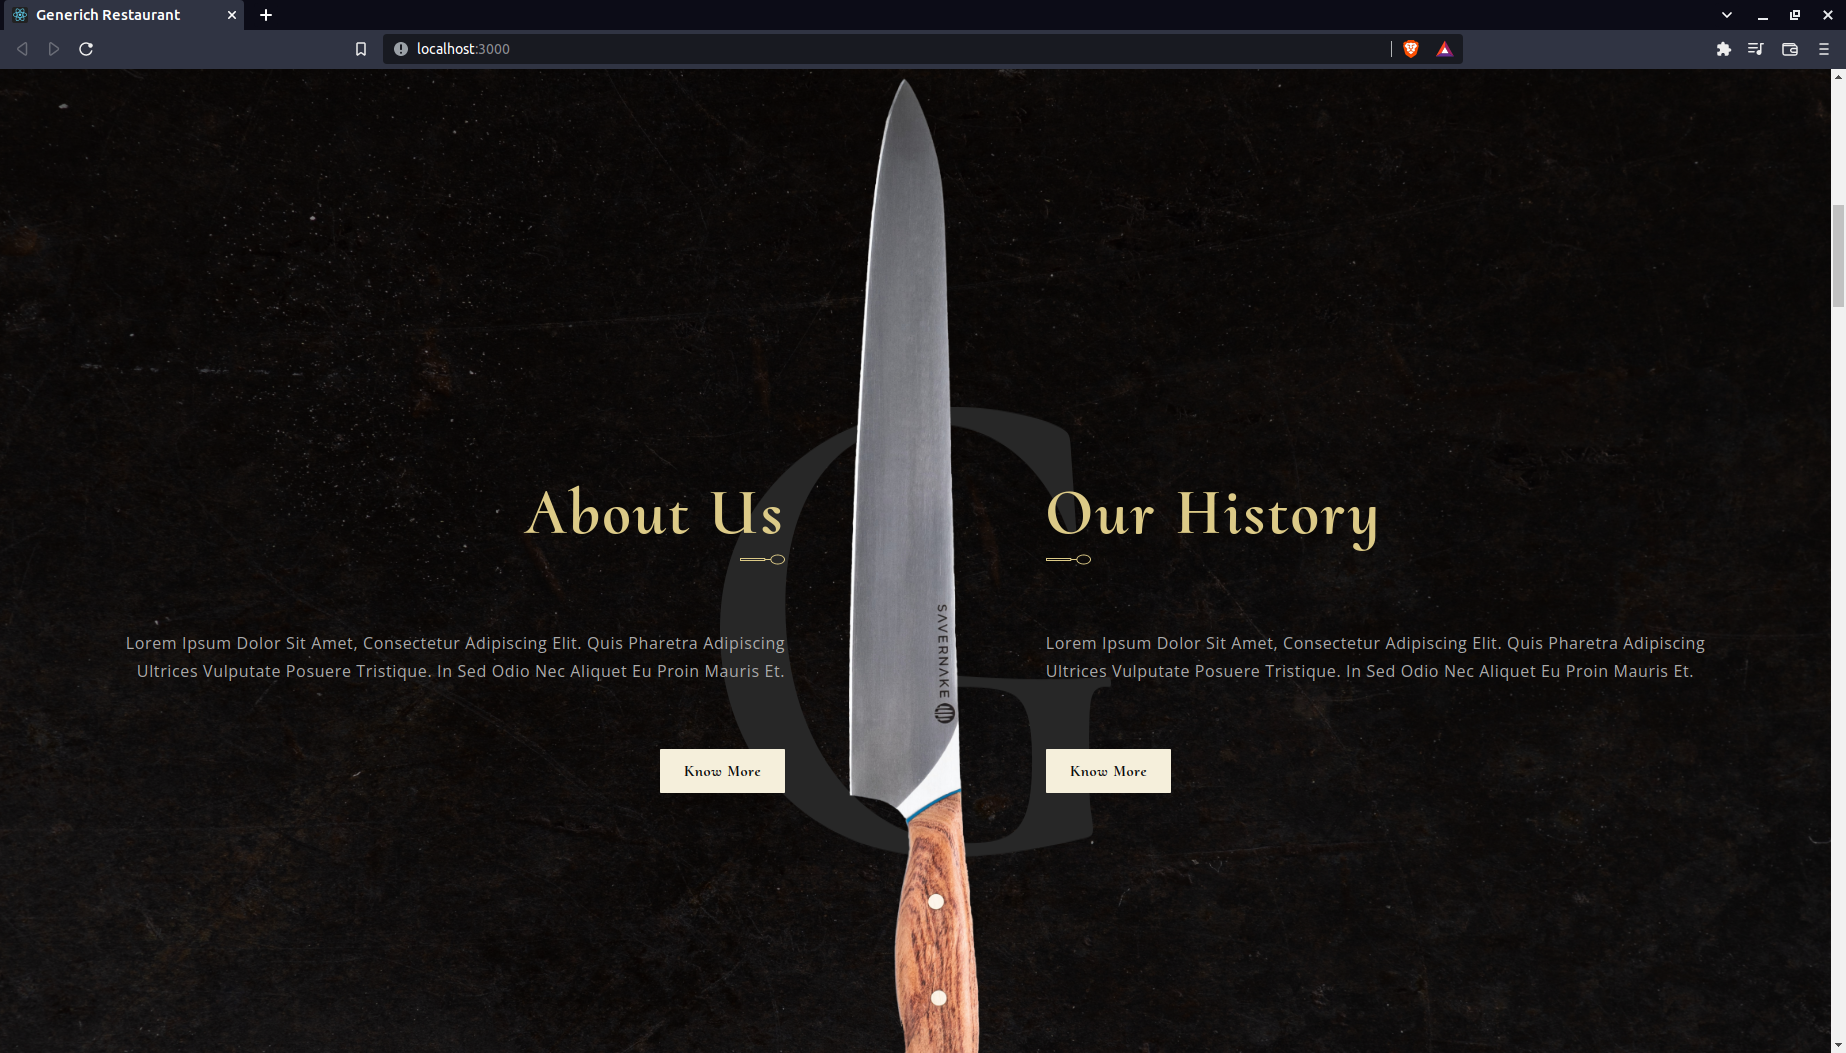 Generich Restaurant
localhost:3000
G
About Us
Lorem Ipsum Dolor Sit Amet, Consectetur Adipiscing Elit. Quis Pharetra Adipiscing
Ultrices Vulputate Posuere Tristique. In Sed Odio Nec Aliquet Eu Proin Mauris Et.
Know More
SAVERNAKE
Our History
Lorem Ipsum Dolor Sit Amet, Consectetur Adipiscing Elit. Quis Pharetra Adipiscing
Ultrices Vulputate Posuere Tristique. In Sed Odio Nec Aliquet Eu Proin Mauris Et.
Know More